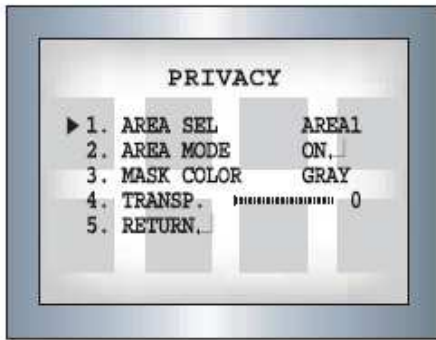 PRIVACY
▶1. AREA SEL AREA1
2. AREA MODE ON.⏎
3. MASK COLOR GRAY
4. TRANSP. 0
5. RETURN.⏎